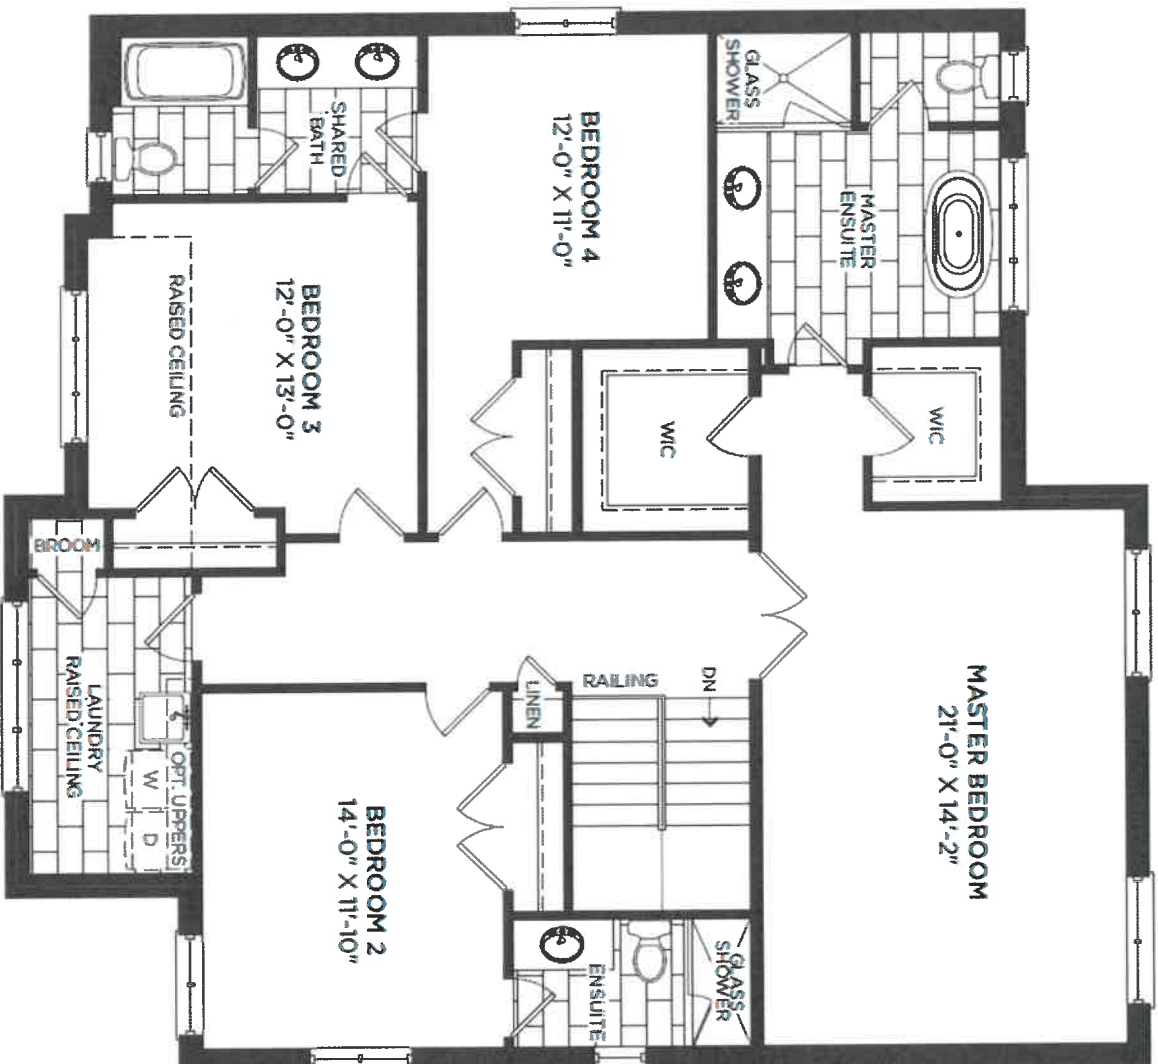 GLASS
SHOWER
MASTER
ENSUITE
WIC
WIC
MASTER BEDROOM
21'-0" X 14'-2"
BEDROOM 4
12'-0" X 11'-0"
SHARED
BATH
BEDROOM 3
12'-0" X 13'-0"
RAISED CEILING
BROOM
LAUNDRY
RAISED CEILING
OPT. UPPERS
W
D
LINEN
RAILING
DN
BEDROOM 2
14'-0" X 11'-10"
ENSUITE
GLASS
SHOWER